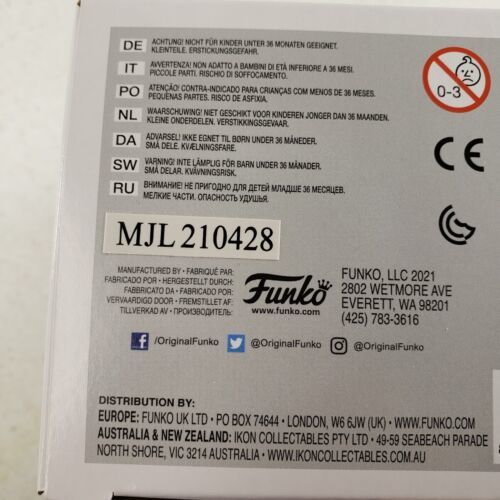 DE ACHTUNG! NICHT FÜR KINDER UNTER 36 MONATEN GEEIGNET.
KLEINTEILE. ERSTICKUNGSGEFAHR.
IT AVVERTENZA! NON ADATTO A BAMBINI DI ETÀ INFERIORE A 36 MESI.
PICCOLE PARTI. RISCHIO DI SOFFOCAMENTO.
PO ATENÇÃO! CONTRA-INDICADO PARA CRIANÇAS COM MENOS DE 36 MESES.
PEQUENAS PARTES. RISCO DE ASFIXIA.
NL WAARSCHUWING! NIET GESCHIKT VOOR KINDEREN JONGER DAN 36 MAANDEN.
KLEINE ONDERDELEN. VERSTIKKINGSGEVAAR.
DA ADVARSEL! IKKE EGNET TIL BØRN UNDER 36 MÅNEDER.
SMÅ DELE. KVÆLNINGSFARE.
SW VARNING! INTE LÄMPLIG FÖR BARN UNDER 36 MÅNADER.
SMÅ DELAR. KVÄVNINGSRISK.
RU ВНИМАНИЕ! НЕ ПРИГОДНО ДЛЯ ДЕТЕЙ МЛАДШЕ 36 МЕСЯЦЕВ.
МЕЛКИЕ ЧАСТИ. ОПАСНОСТЬ УДУШЬЯ.
0-3
CE
MJL 210428
MANUFACTURED BY • FABRIQUÉ PAR:
FABRICADO POR • HERGESTELLT DURCH:
FABBRICATO DA • FABRICADO POR:
VERVAARDIGD DOOR • FREMSTILLET AF:
TILLVERKAD AV • ПРОИЗВОДИТЕЛЬ:
Funko
www.funko.com
FUNKO, LLC 2021
2802 WETMORE AVE
EVERETT, WA 98201
(425) 783-3616
/OriginalFunko @OriginalFunko @OriginalFunko
DISTRIBUTION BY:
EUROPE: FUNKO UK LTD • PO BOX 74644 • LONDON, W6 6JW (UK) • WWW.FUNKO.COM
AUSTRALIA & NEW ZEALAND: IKON COLLECTABLES PTY LTD • 49-59 SEABEACH PARADE
NORTH SHORE, VIC 3214 AUSTRALIA • WWW.IKONCOLLECTABLES.COM.AU